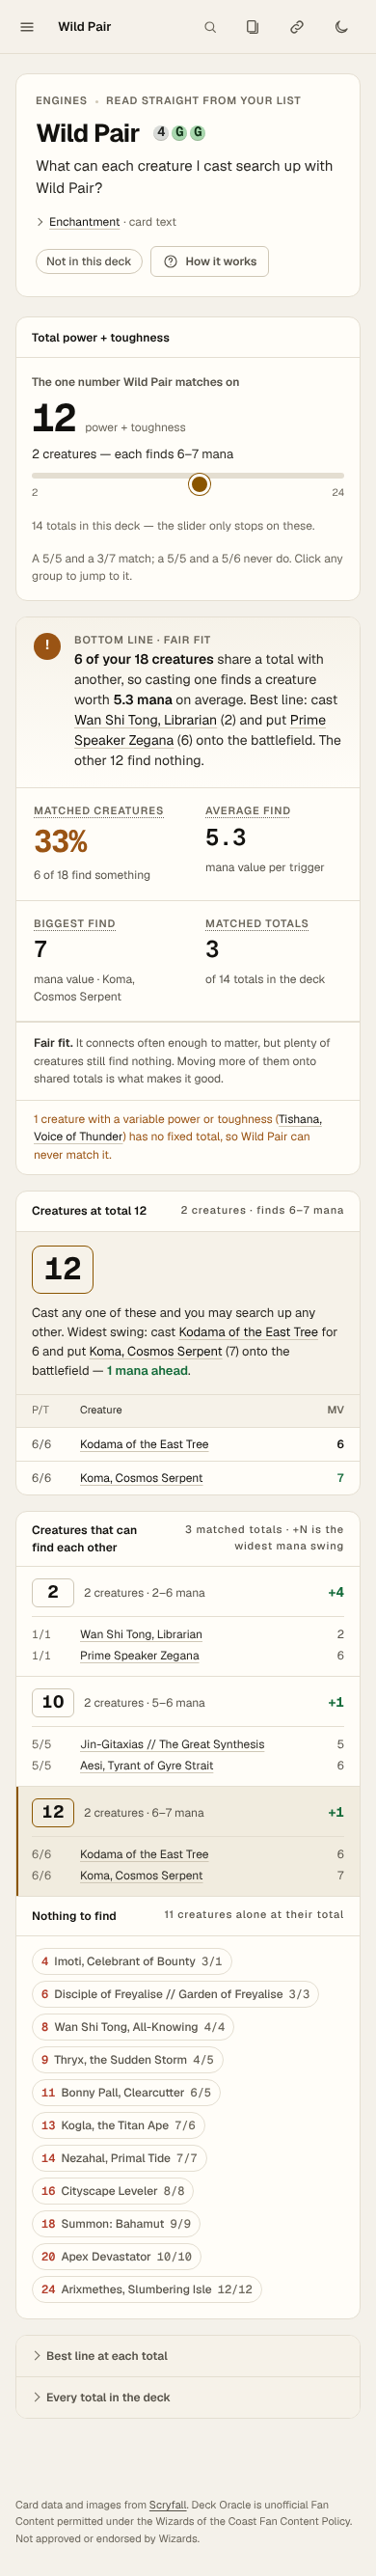 Wild Pair
ENGINES • READ STRAIGHT FROM YOUR LIST
Wild Pair 4 G G
What can each creature I cast search up with
Wild Pair?
Enchantment · card text
Not in this deck
How it works
Total power + toughness
The one number Wild Pair matches on
12 power + toughness
2 creatures — each finds 6–7 mana
2 24
14 totals in this deck — the slider only stops on these.
A 5/5 and a 3/7 match; a 5/5 and a 5/6 never do. Click any
group to jump to it.
!
BOTTOM LINE · FAIR FIT
6 of your 18 creatures share a total with
another, so casting one finds a creature
worth 5.3 mana on average. Best line: cast
Wan Shi Tong, Librarian (2) and put Prime
Speaker Zegana (6) onto the battlefield. The
other 12 find nothing.
MATCHED CREATURES
33%
6 of 18 find something
AVERAGE FIND
5.3
mana value per trigger
BIGGEST FIND
7
mana value · Koma,
Cosmos Serpent
MATCHED TOTALS
3
of 14 totals in the deck
Fair fit. It connects often enough to matter, but plenty of
creatures still find nothing. Moving more of them onto
shared totals is what makes it good.
1 creature with a variable power or toughness (Tishana,
Voice of Thunder) has no fixed total, so Wild Pair can
never match it.
Creatures at total 12 2 creatures · finds 6–7 mana
12
Cast any one of these and you may search up any
other. Widest swing: cast Kodama of the East Tree for
6 and put Koma, Cosmos Serpent (7) onto the
battlefield — 1 mana ahead.
P/T Creature MV
6/6 Kodama of the East Tree 6
6/6 Koma, Cosmos Serpent 7
Creatures that can
find each other
3 matched totals · +N is the
widest mana swing
2 2 creatures · 2–6 mana +4
1/1 Wan Shi Tong, Librarian 2
1/1 Prime Speaker Zegana 6
10 2 creatures · 5–6 mana +1
5/5 Jin-Gitaxias // The Great Synthesis 5
5/5 Aesi, Tyrant of Gyre Strait 6
12 2 creatures · 6–7 mana +1
6/6 Kodama of the East Tree 6
6/6 Koma, Cosmos Serpent 7
Nothing to find 11 creatures alone at their total
4 Imoti, Celebrant of Bounty 3/1
6 Disciple of Freyalise // Garden of Freyalise 3/3
8 Wan Shi Tong, All-Knowing 4/4
9 Thryx, the Sudden Storm 4/5
11 Bonny Pall, Clearcutter 6/5
13 Kogla, the Titan Ape 7/6
14 Nezahal, Primal Tide 7/7
16 Cityscape Leveler 8/8
18 Summon: Bahamut 9/9
20 Apex Devastator 10/10
24 Arixmethes, Slumbering Isle 12/12
Best line at each total
Every total in the deck
Card data and images from Scryfall. Deck Oracle is unofficial Fan
Content permitted under the Wizards of the Coast Fan Content Policy.
Not approved or endorsed by Wizards.